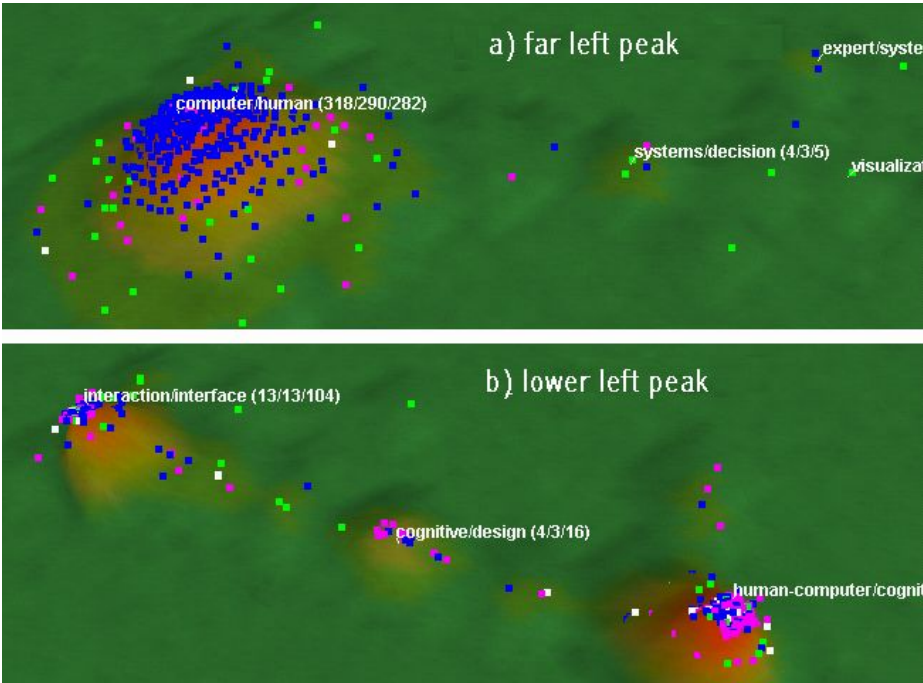 a) far left peak
expert/syste
computer/human (318/290/282)
systems/decision (4/3/5)
visualizat
b) lower left peak
interaction/interface (13/13/104)
cognitive/design (4/3/16)
human-computer/cognit